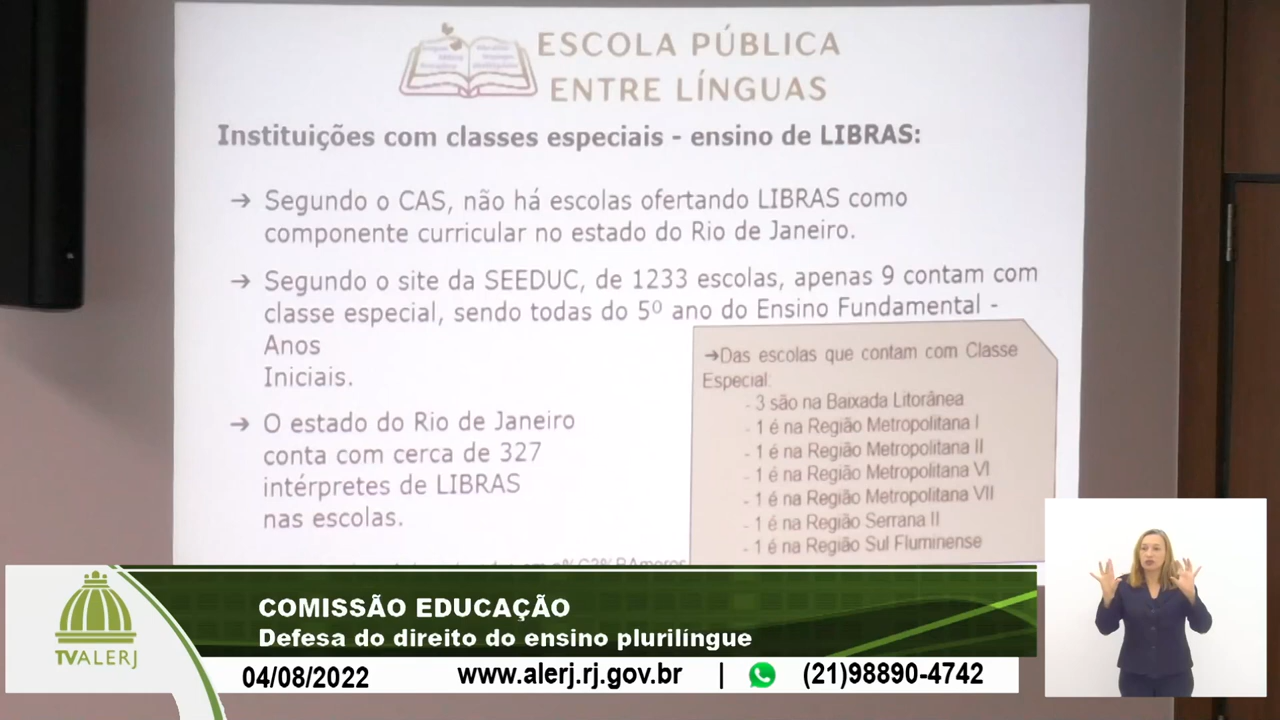 ESCOLA PÚBLICA
ENTRE LÍNGUAS
Instituições com classes especiais - ensino de LIBRAS:
➔ Segundo o CAS, não há escolas ofertando LIBRAS como
componente curricular no estado do Rio de Janeiro.
➔ Segundo o site da SEEDUC, de 1233 escolas, apenas 9 contam com
classe especial, sendo todas do 5º ano do Ensino Fundamental -
Anos
Iniciais.
➔ O estado do Rio de Janeiro
conta com cerca de 327
intérpretes de LIBRAS
nas escolas.
➔Das escolas que contam com Classe
Especial:
- 3 são na Baixada Litorânea
- 1 é na Região Metropolitana I
- 1 é na Região Metropolitana II
- 1 é na Região Metropolitana VI
- 1 é na Região Metropolitana VII
- 1 é na Região Serrana II
- 1 é na Região Sul Fluminense
COMISSÃO EDUCAÇÃO
Defesa do direito do ensino plurilíngue
TVALERJ
04/08/2022 www.alerj.rj.gov.br | (21)98890-4742